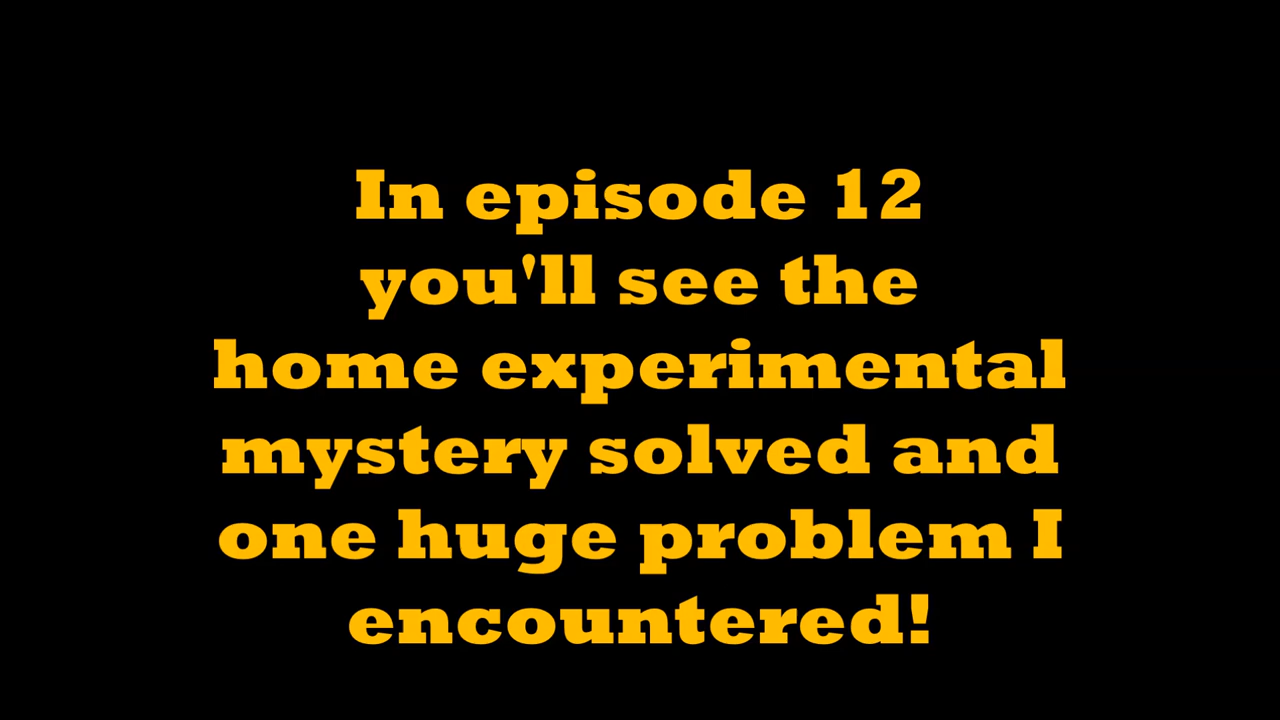 In episode 12
you'll see the
home experimental
mystery solved and
one huge problem I
encountered!